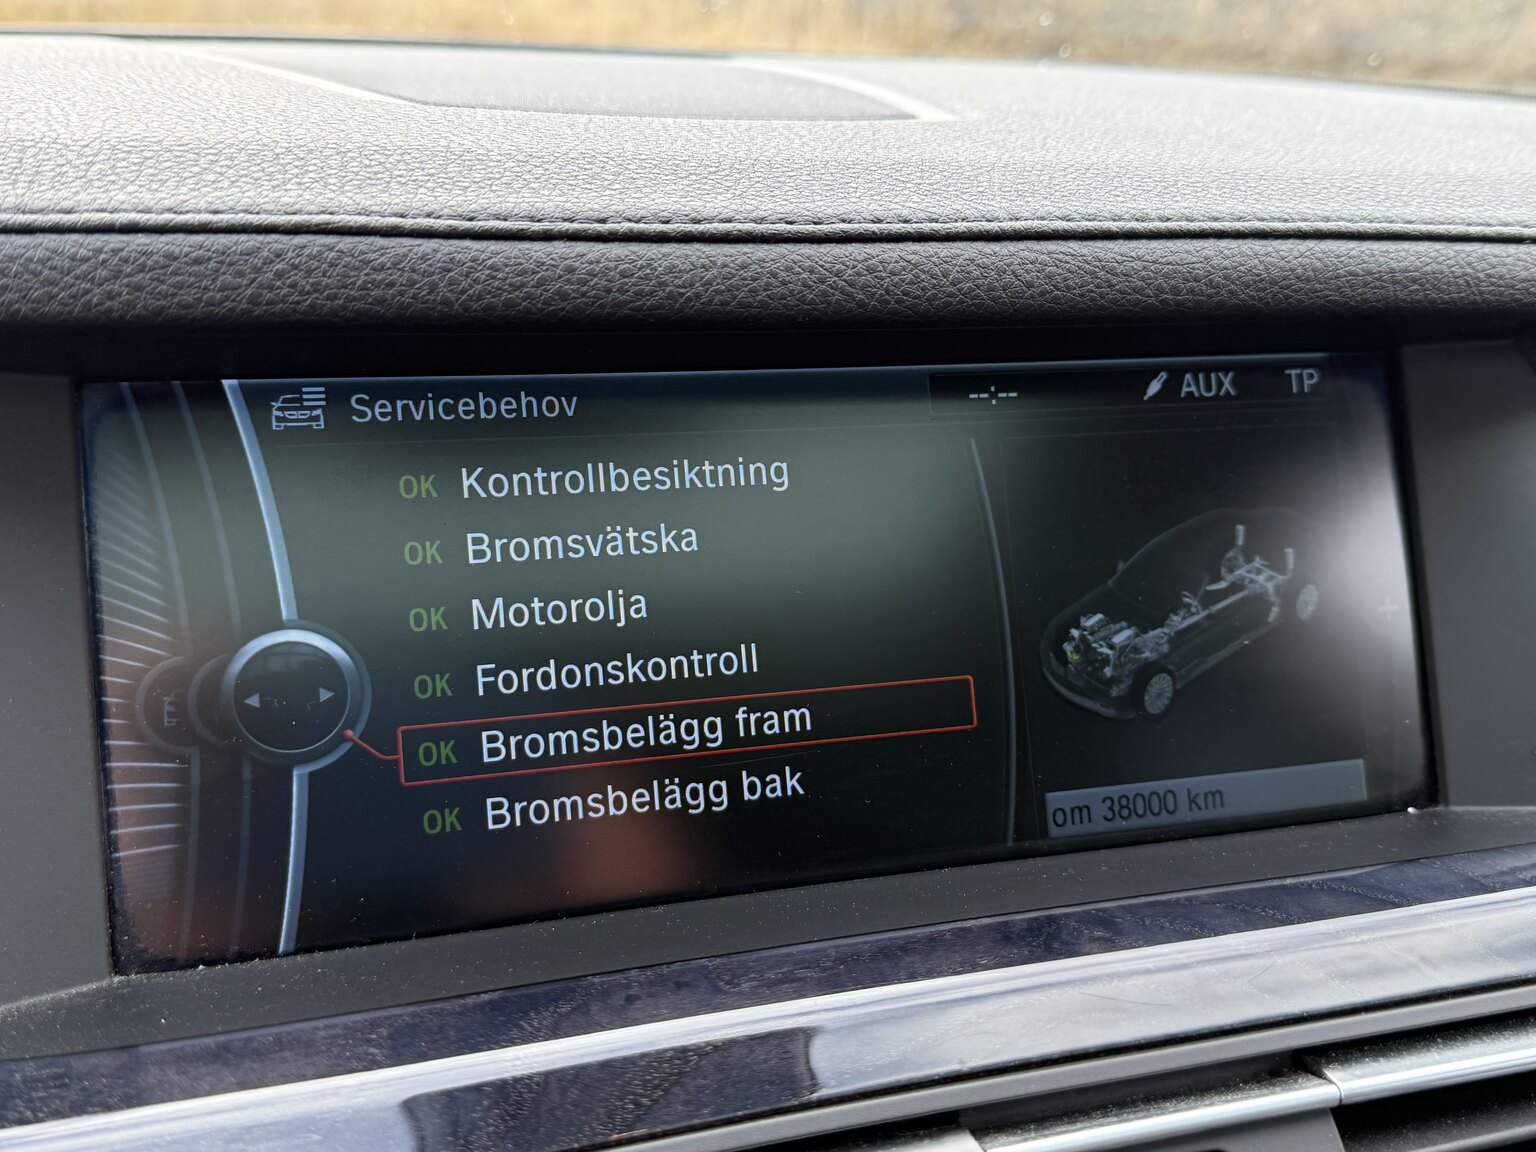 Servicebehov
--:-- AUX TP
OK Kontrollbesiktning
OK Bromsvätska
OK Motorolja
OK Fordonskontroll
OK Bromsbelägg fram
OK Bromsbelägg bak
om 38000 km